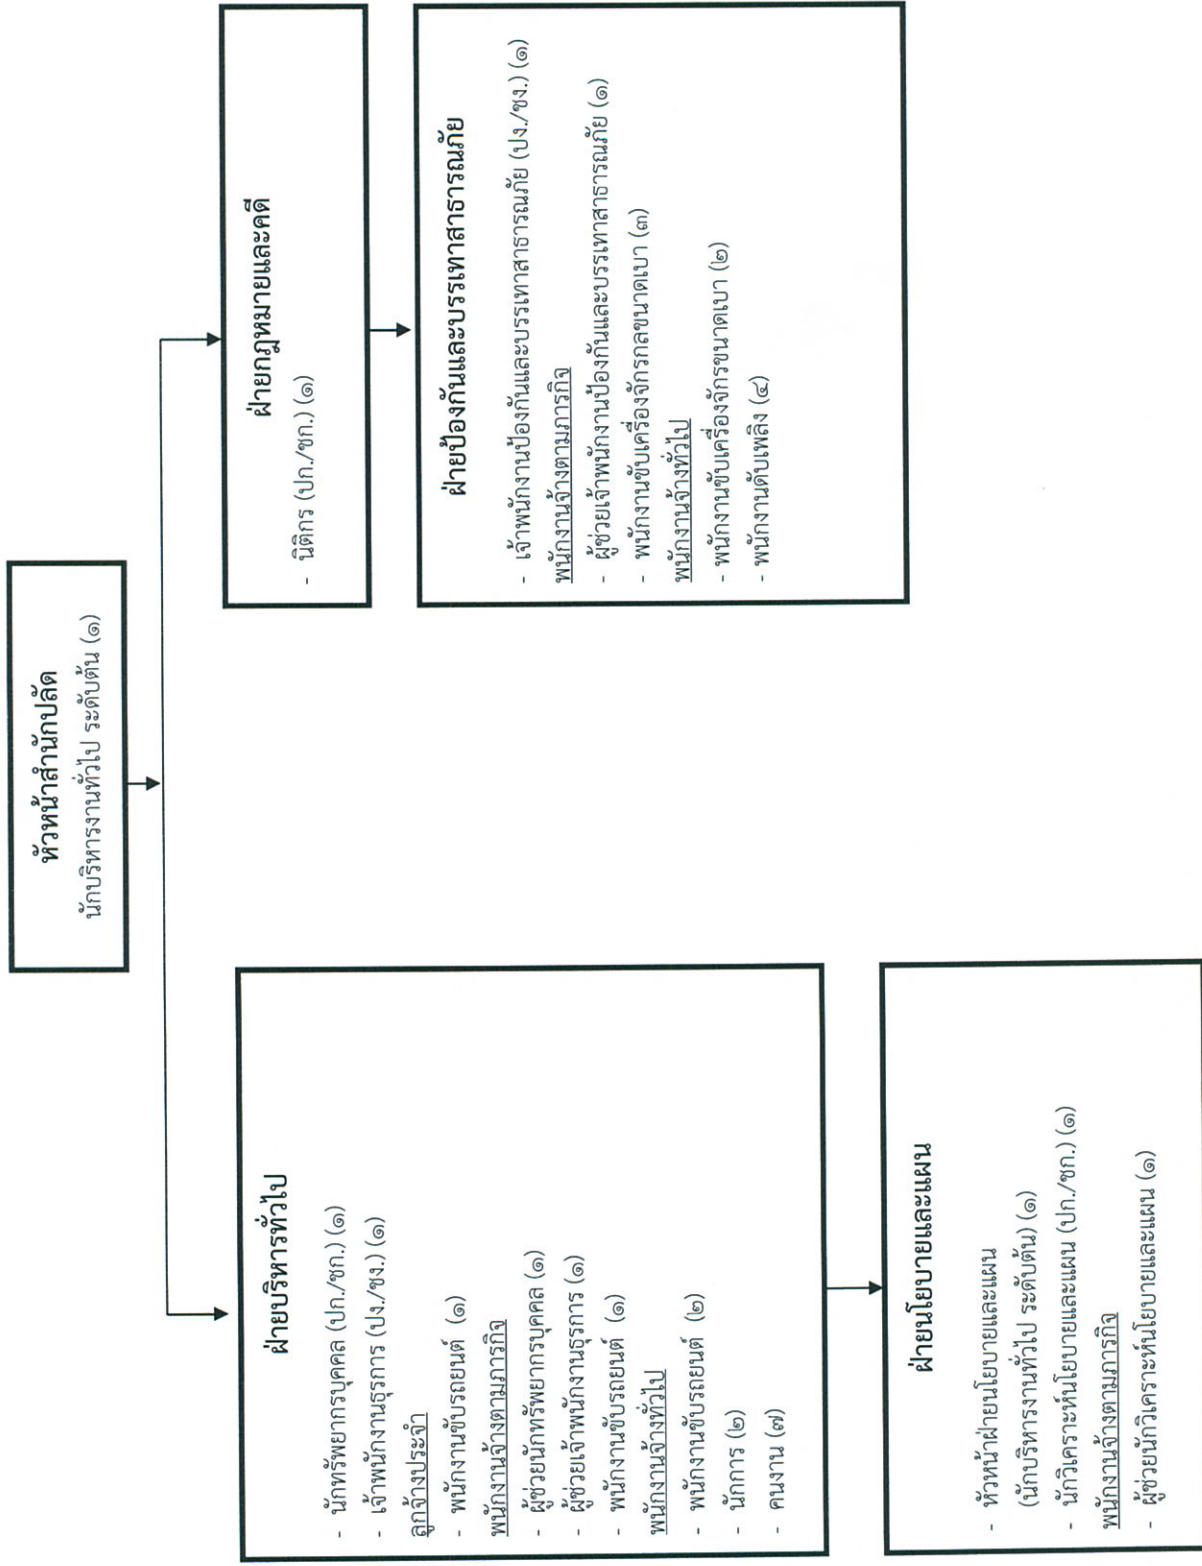 หัวหน้าสำนักปลัด
นักบริหารงานทั่วไป ระดับต้น (๑)
ฝ่ายบริหารทั่วไป
- นักทรัพยากรบุคคล (ปก./ชก.) (๑)
- เจ้าพนักงานธุรการ (ปง./ชง.) (๑)
ลูกจ้างประจำ
- พนักงานขับรถยนต์ (๑)
พนักงานจ้างตามภารกิจ
- ผู้ช่วยนักทรัพยากรบุคคล (๑)
- ผู้ช่วยเจ้าพนักงานธุรการ (๑)
- พนักงานขับรถยนต์ (๑)
พนักงานจ้างทั่วไป
- พนักงานขับรถยนต์ (๒)
- นักการ (๒)
- คนงาน (๗)
ฝ่ายนโยบายและแผน
- หัวหน้าฝ่ายนโยบายและแผน
(นักบริหารงานทั่วไป ระดับต้น) (๑)
- นักวิเคราะห์นโยบายและแผน (ปก./ชก.) (๑)
พนักงานจ้างตามภารกิจ
- ผู้ช่วยนักวิเคราะห์นโยบายและแผน (๑)
ฝ่ายกฎหมายและคดี
- นิติกร (ปก./ชก.) (๑)
ฝ่ายป้องกันและบรรเทาสาธารณภัย
- เจ้าพนักงานป้องกันและบรรเทาสาธารณภัย (ปง./ชง.) (๑)
พนักงานจ้างตามภารกิจ
- ผู้ช่วยเจ้าพนักงานป้องกันและบรรเทาสาธารณภัย (๑)
- พนักงานขับเครื่องจักรกลขนาดเบา (๓)
พนักงานจ้างทั่วไป
- พนักงานขับเครื่องจักรขนาดเบา (๒)
- พนักงานดับเพลิง (๔)